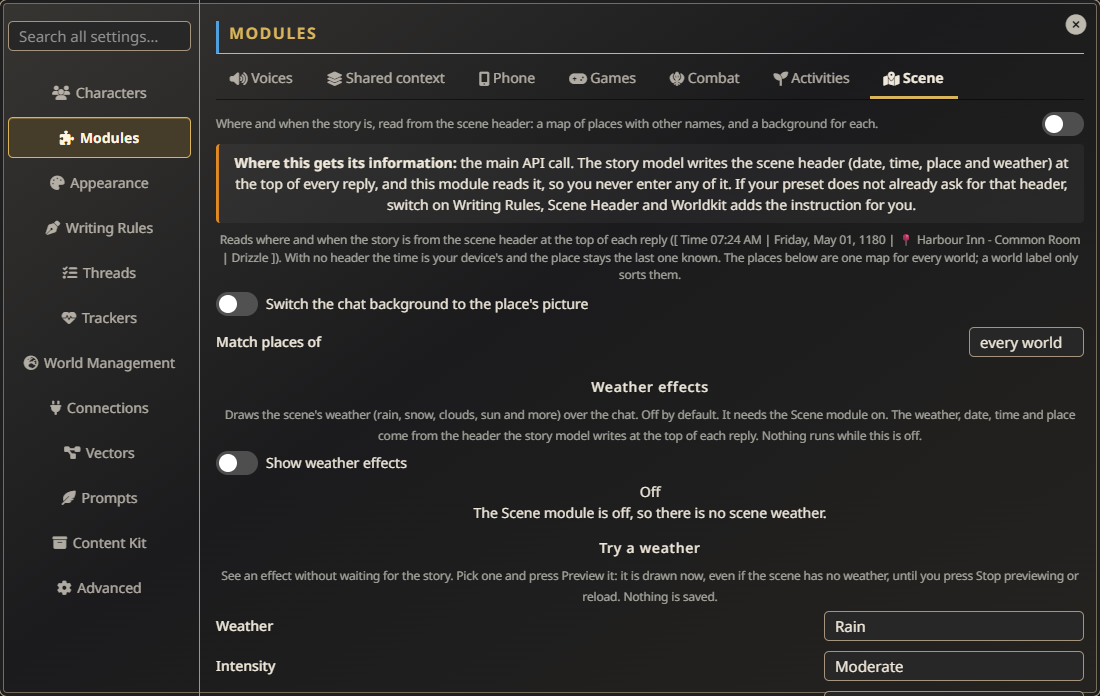 Search all settings...
Characters
Modules
Appearance
Writing Rules
Threads
Trackers
World Management
Connections
Vectors
Prompts
Content Kit
Advanced
MODULES
Voices
Shared context
Phone
Games
Combat
Activities
Scene
Where and when the story is, read from the scene header: a map of places with other names, and a background for each.
Where this gets its information: the main API call. The story model writes the scene header (date, time, place and weather) at
the top of every reply, and this module reads it, so you never enter any of it. If your preset does not already ask for that header,
switch on Writing Rules, Scene Header and Worldkit adds the instruction for you.
Reads where and when the story is from the scene header at the top of each reply ([ Time 07:24 AM | Friday, May 01, 1180 | 📍 Harbour Inn - Common Room
| Drizzle ]). With no header the time is your device's and the place stays the last one known. The places below are one map for every world; a world label only
sorts them.
Switch the chat background to the place's picture
Match places of
every world
Weather effects
Draws the scene's weather (rain, snow, clouds, sun and more) over the chat. Off by default. It needs the Scene module on. The weather, date, time and place
come from the header the story model writes at the top of each reply. Nothing runs while this is off.
Show weather effects
Off
The Scene module is off, so there is no scene weather.
Try a weather
See an effect without waiting for the story. Pick one and press Preview it: it is drawn now, even if the scene has no weather, until you press Stop previewing or
reload. Nothing is saved.
Weather
Rain
Intensity
Moderate